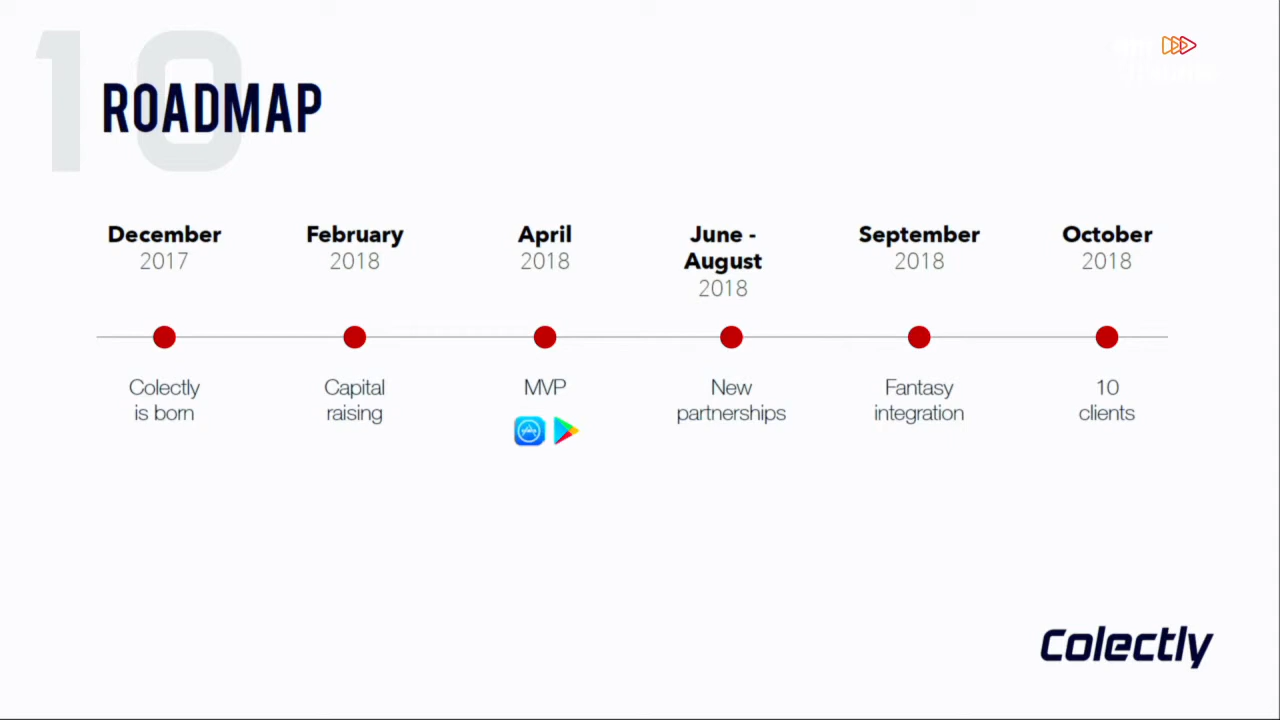 10
ROADMAP
December
2017
February
2018
April
2018
June -
August
2018
September
2018
October
2018
Colectly
is born
Capital
raising
MVP
New
partnerships
Fantasy
integration
10
clients
Colectly